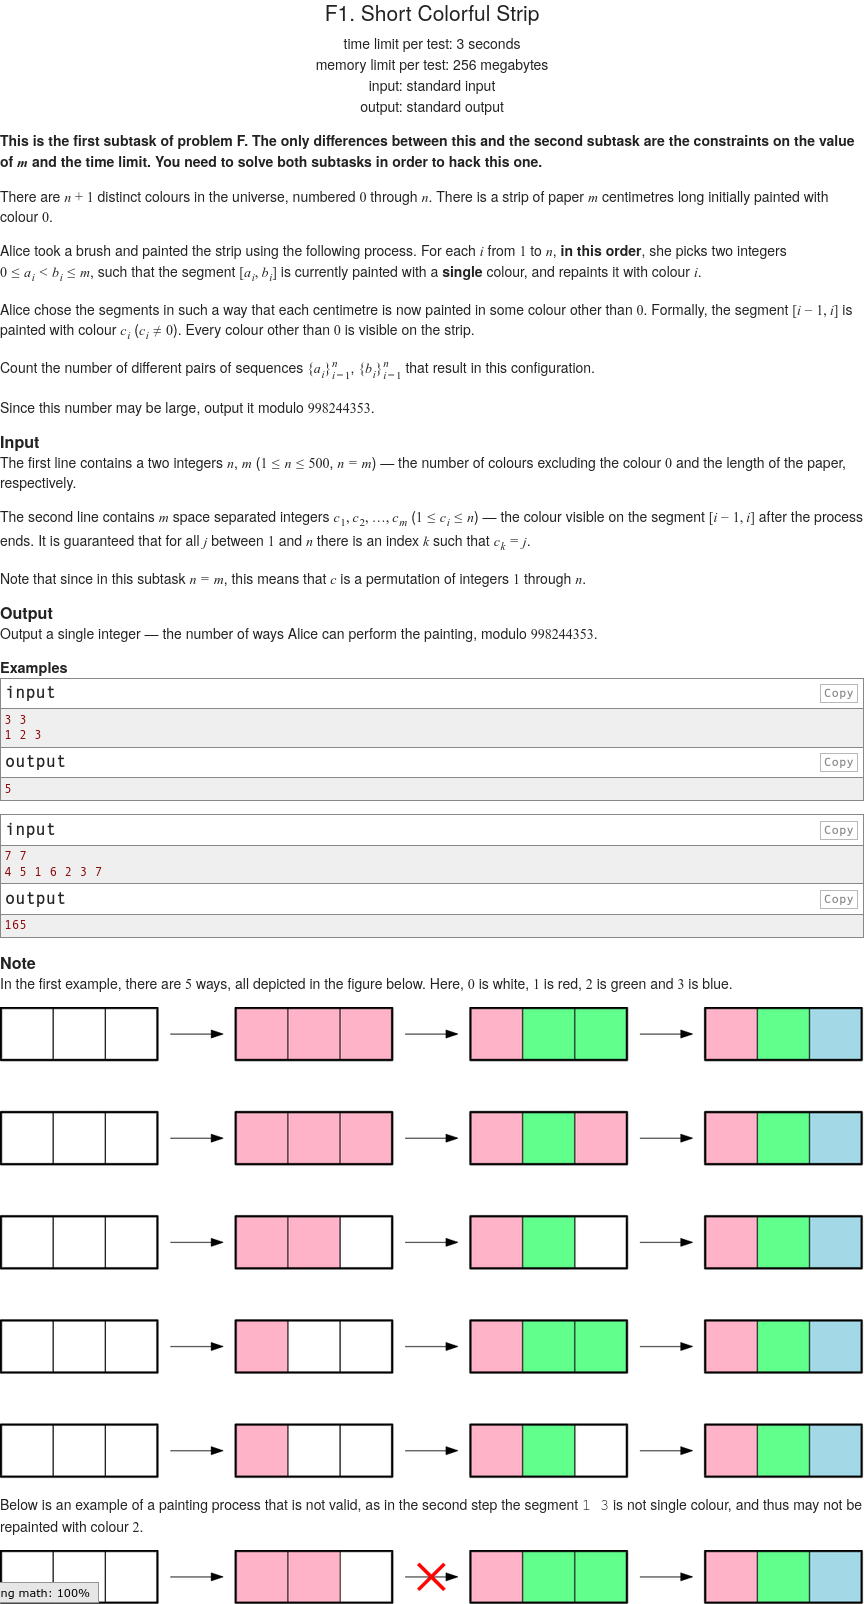 F1. Short Colorful Strip
time limit per test: 3 seconds
memory limit per test: 256 megabytes
input: standard input
output: standard output
This is the first subtask of problem F. The only differences between this and the second subtask are the constraints on the value
of m and the time limit. You need to solve both subtasks in order to hack this one.
There are n + 1 distinct colours in the universe, numbered 0 through n. There is a strip of paper m centimetres long initially painted with
colour 0.
Alice took a brush and painted the strip using the following process. For each i from 1 to n, in this order, she picks two integers
0 ≤ a_i < b_i ≤ m, such that the segment [a_i, b_i] is currently painted with a single colour, and repaints it with colour i.
Alice chose the segments in such a way that each centimetre is now painted in some colour other than 0. Formally, the segment [i − 1, i] is
painted with colour c_i (c_i ≠ 0). Every colour other than 0 is visible on the strip.
Count the number of different pairs of sequences {a_i}_{i=1}^n, {b_i}_{i=1}^n that result in this configuration.
Since this number may be large, output it modulo 998244353.
Input
The first line contains a two integers n, m (1 ≤ n ≤ 500, n = m) — the number of colours excluding the colour 0 and the length of the paper,
respectively.
The second line contains m space separated integers c_1, c_2, …, c_m (1 ≤ c_i ≤ n) — the colour visible on the segment [i − 1, i] after the process
ends. It is guaranteed that for all j between 1 and n there is an index k such that c_k = j.
Note that since in this subtask n = m, this means that c is a permutation of integers 1 through n.
Output
Output a single integer — the number of ways Alice can perform the painting, modulo 998244353.
Examples
input Copy
3 3
1 2 3
output Copy
5
input Copy
7 7
4 5 1 6 2 3 7
output Copy
165
Note
In the first example, there are 5 ways, all depicted in the figure below. Here, 0 is white, 1 is red, 2 is green and 3 is blue.
Below is an example of a painting process that is not valid, as in the second step the segment 1 3 is not single colour, and thus may not be
repainted with colour 2.
ng math: 100%